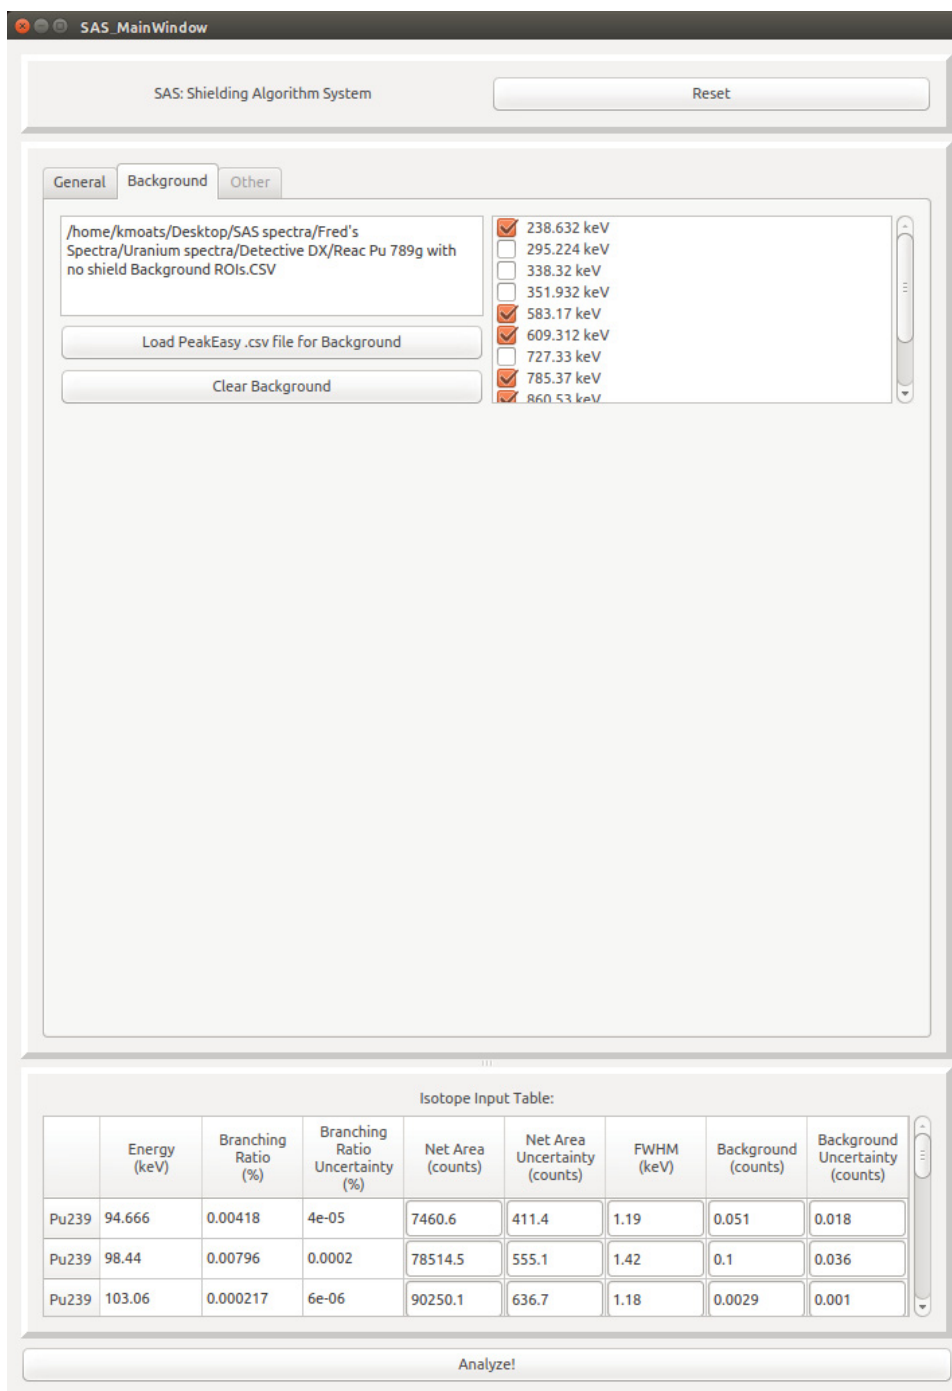 SAS_MainWindow
SAS: Shielding Algorithm System
Reset
General
Background
Other
/home/kmoats/Desktop/SAS spectra/Fred's
Spectra/Uranium spectra/Detective DX/Reac Pu 789g with
no shield Background ROIs.CSV
Load PeakEasy .csv file for Background
Clear Background
238.632 keV
295.224 keV
338.32 keV
351.932 keV
583.17 keV
609.312 keV
727.33 keV
785.37 keV
860.53 keV
Isotope Input Table:
Energy
(keV)
Branching
Ratio
(%)
Branching
Ratio
Uncertainty
(%)
Net Area
(counts)
Net Area
Uncertainty
(counts)
FWHM
(keV)
Background
(counts)
Background
Uncertainty
(counts)
Pu239 94.666 0.00418 4e-05 7460.6 411.4 1.19 0.051 0.018
Pu239 98.44 0.00796 0.0002 78514.5 555.1 1.42 0.1 0.036
Pu239 103.06 0.000217 6e-06 90250.1 636.7 1.18 0.0029 0.001
Analyze!